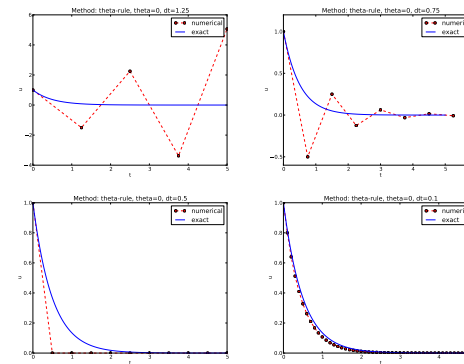 Method: theta-rule, theta=0, dt=1.25
6
4
2
0
−2
−4
0
1
2
3
4
5
t
u
numerical
exact
Method: theta-rule, theta=0, dt=0.75
1.0
0.5
0.0
−0.5
0
1
2
3
4
5
t
u
numerical
exact
Method: theta-rule, theta=0, dt=0.5
1.0
0.8
0.6
0.4
0.2
0.0
0
1
2
3
4
5
t
u
numerical
exact
Method: theta-rule, theta=0, dt=0.1
1.0
0.8
0.6
0.4
0.2
0.0
0
1
2
3
4
t
u
numerical
exact